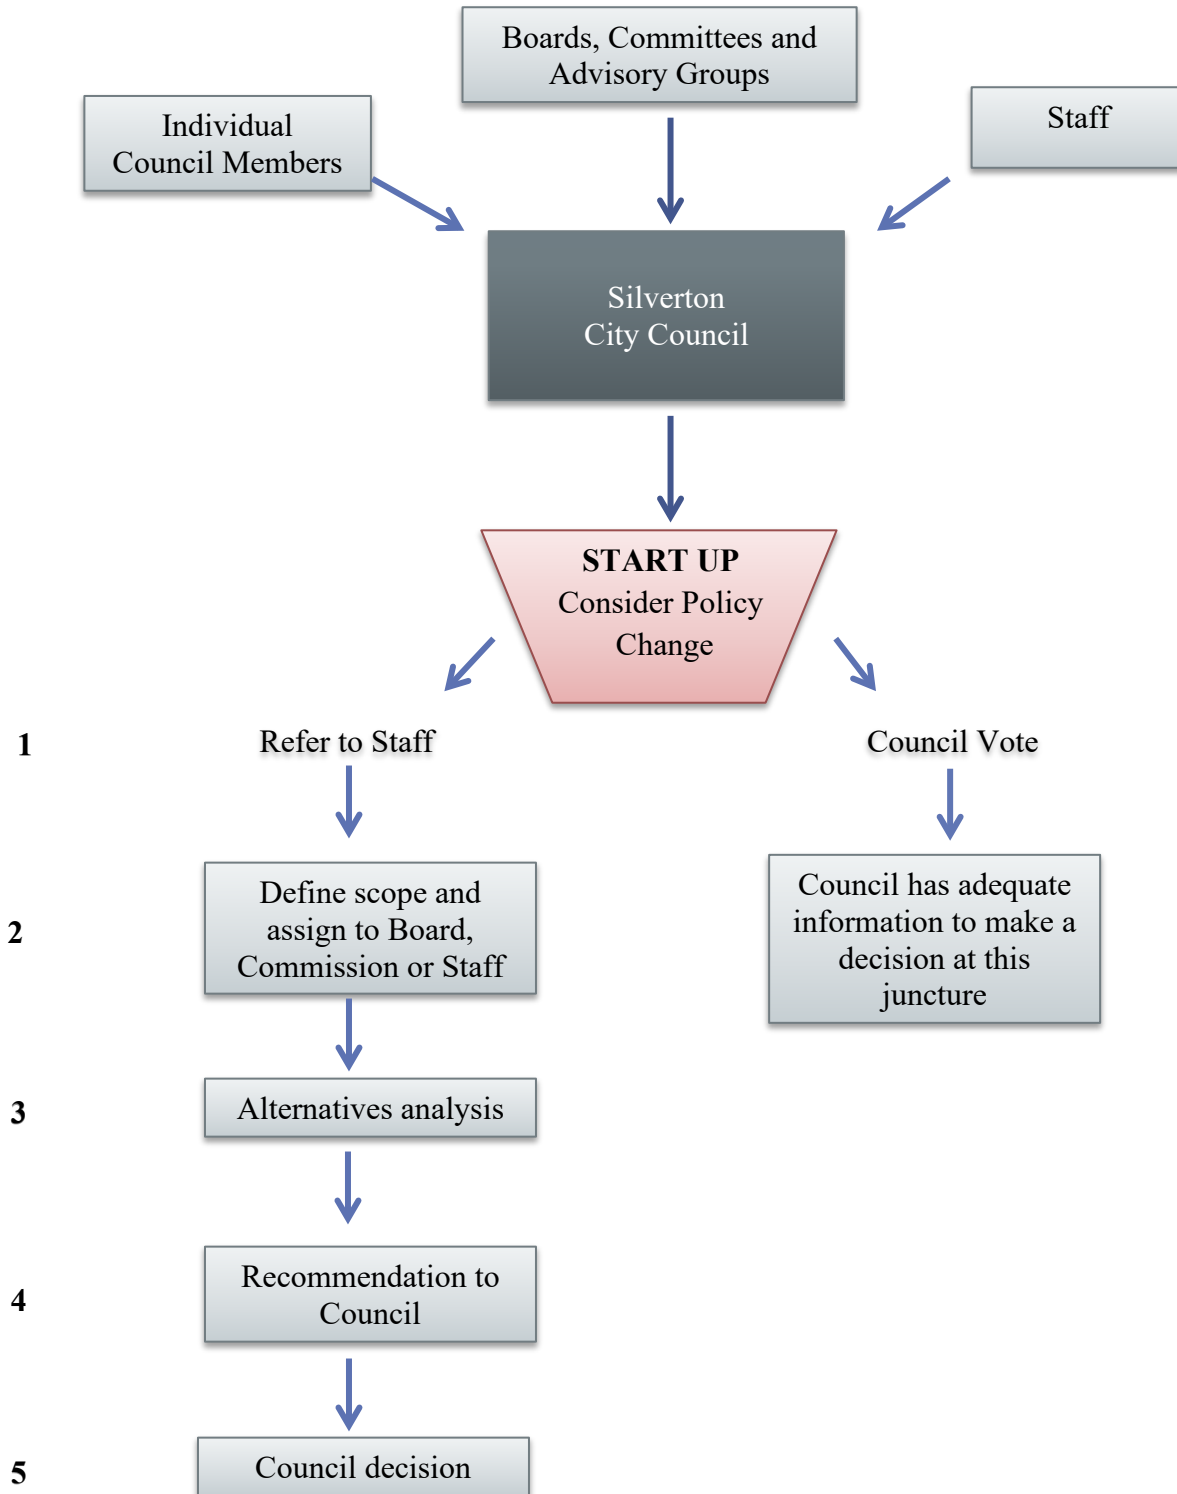 Boards, Committees and
Advisory Groups
Individual
Council Members
Staff
Silverton
City Council
START UP
Consider Policy
Change
1
Refer to Staff
Council Vote
2
Define scope and
assign to Board,
Commission or Staff
Council has adequate
information to make a
decision at this
juncture
3
Alternatives analysis
4
Recommendation to
Council
5
Council decision